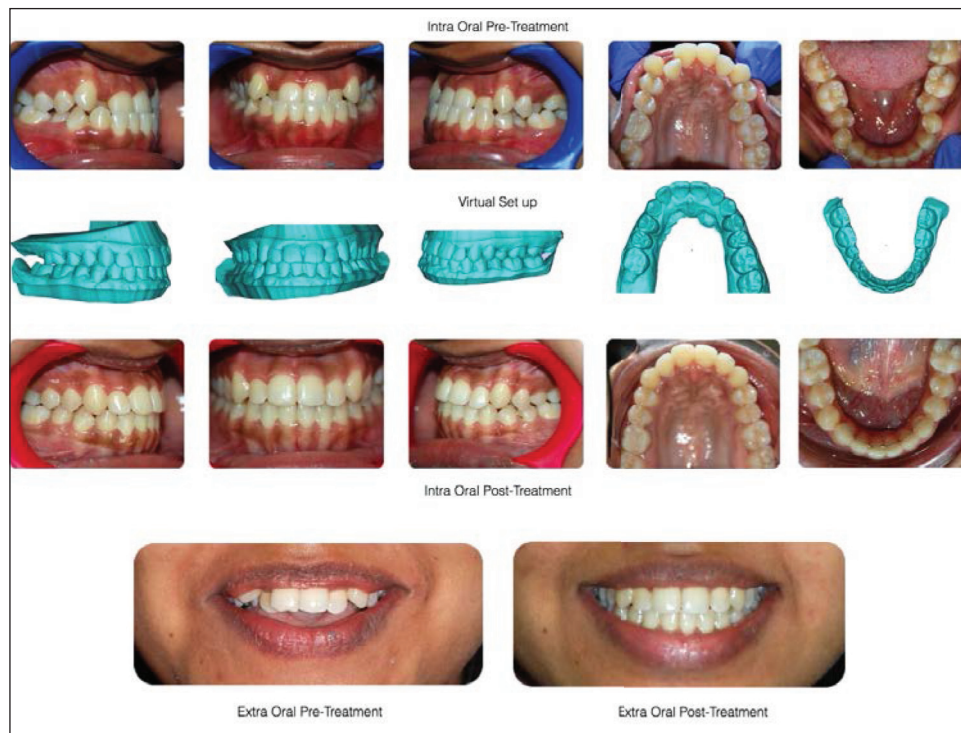 Intra Oral Pre-Treatment
Virtual Set up
Intra Oral Post-Treatment
Extra Oral Pre-Treatment
Extra Oral Post-Treatment